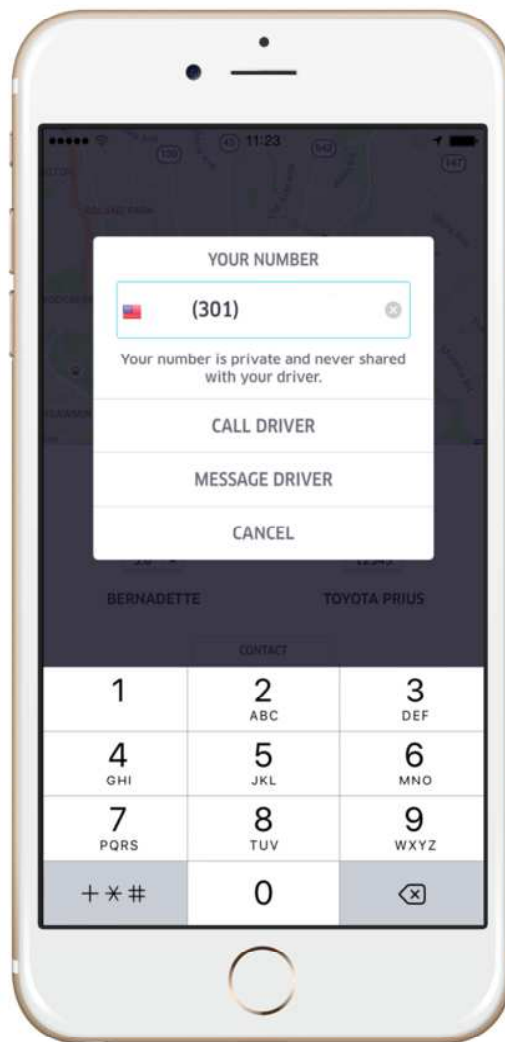 11:23
YOUR NUMBER
(301)
Your number is private and never shared
with your driver.
CALL DRIVER
MESSAGE DRIVER
CANCEL
12345
BERNADETTE
TOYOTA PRIUS
CONTACT
1
2
3
ABC
DEF
4
5
6
GHI
JKL
MNO
7
8
9
PQRS
TUV
WXYZ
+*#
0